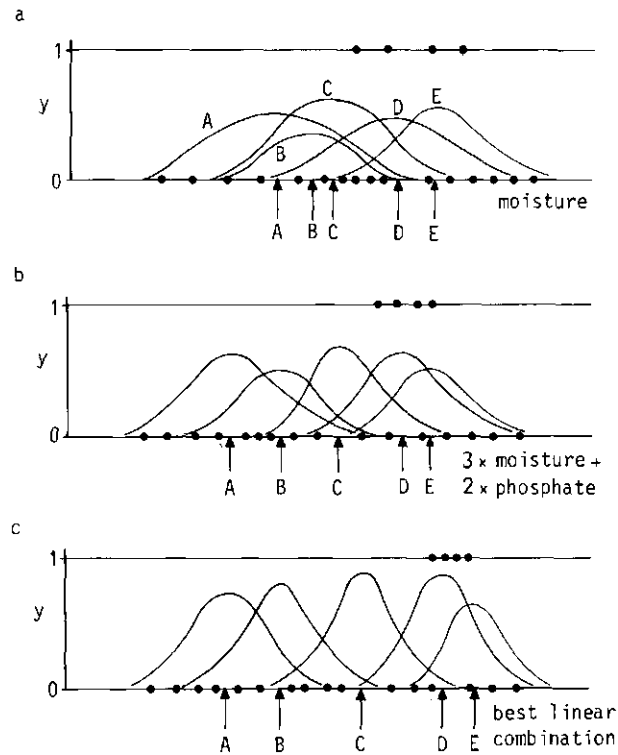 a
1
y
A
B
C
D
E
0
moisture
A B C D E
b
1
y
0
3 × moisture +
2 × phosphate
A B C D E
c
1
y
0
best linear
combination
A B C D E